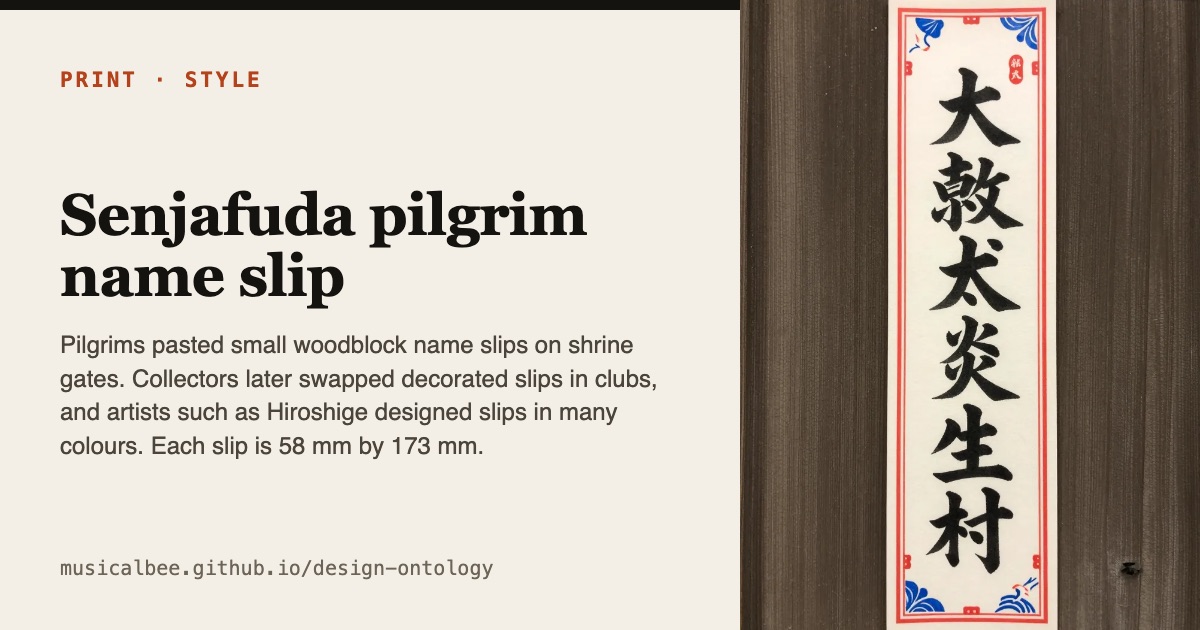 PRINT · STYLE
Senjafuda pilgrim
name slip
Pilgrims pasted small woodblock name slips on shrine
gates. Collectors later swapped decorated slips in clubs,
and artists such as Hiroshige designed slips in many
colours. Each slip is 58 mm by 173 mm.
musicalbee.github.io/design-ontology
大敦太炎生村